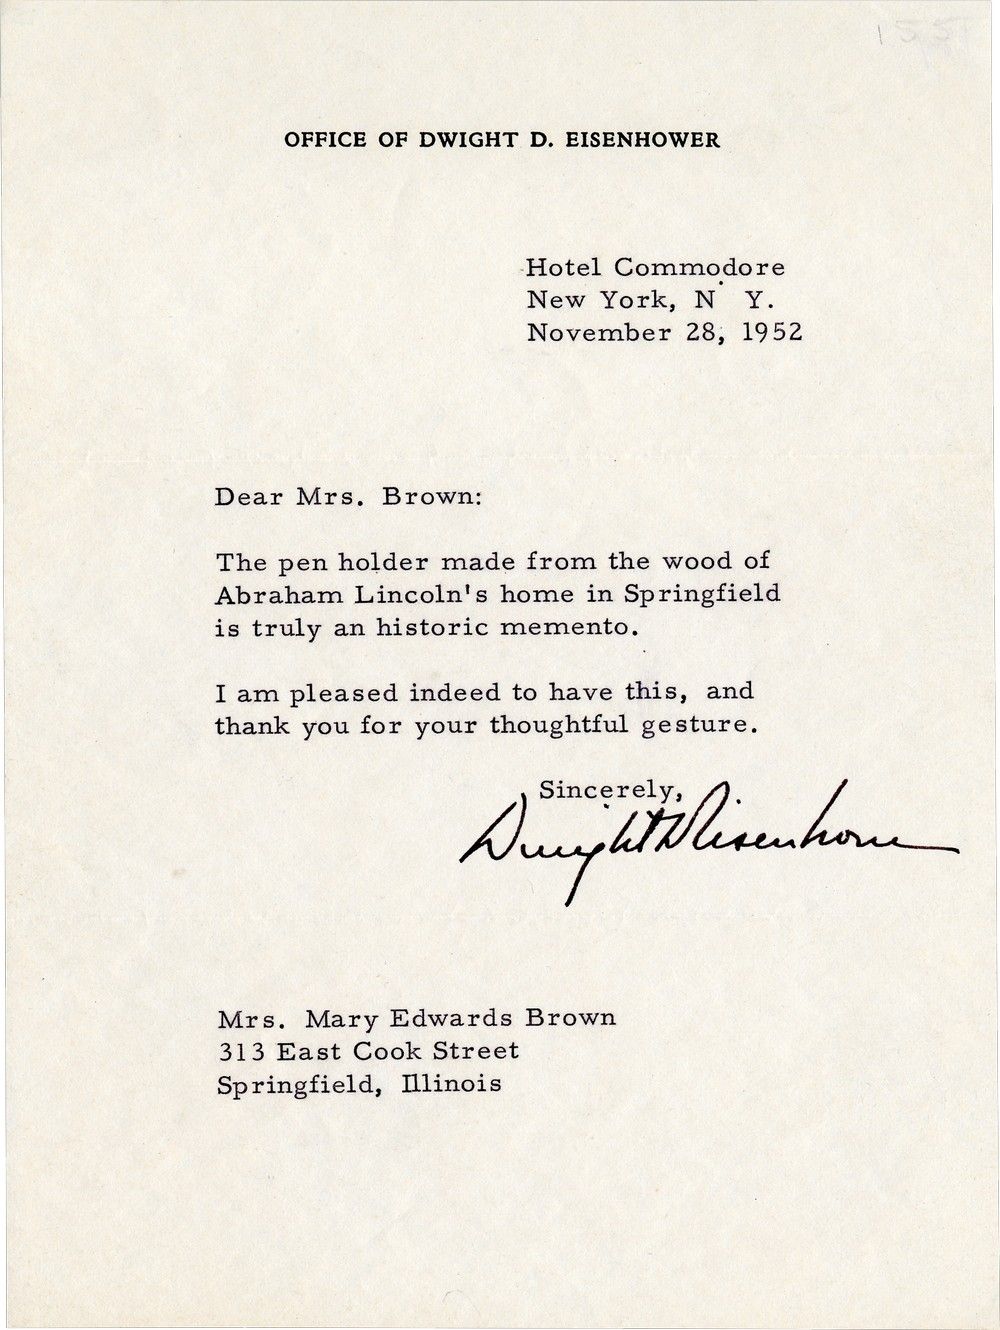 OFFICE OF DWIGHT D. EISENHOWER
Hotel Commodore
New York, N Y.
November 28, 1952
Dear Mrs. Brown:
The pen holder made from the wood of
Abraham Lincoln's home in Springfield
is truly an historic memento.
I am pleased indeed to have this, and
thank you for your thoughtful gesture.
Sincerely,
Dwight D Eisenhower
Mrs. Mary Edwards Brown
313 East Cook Street
Springfield, Illinois